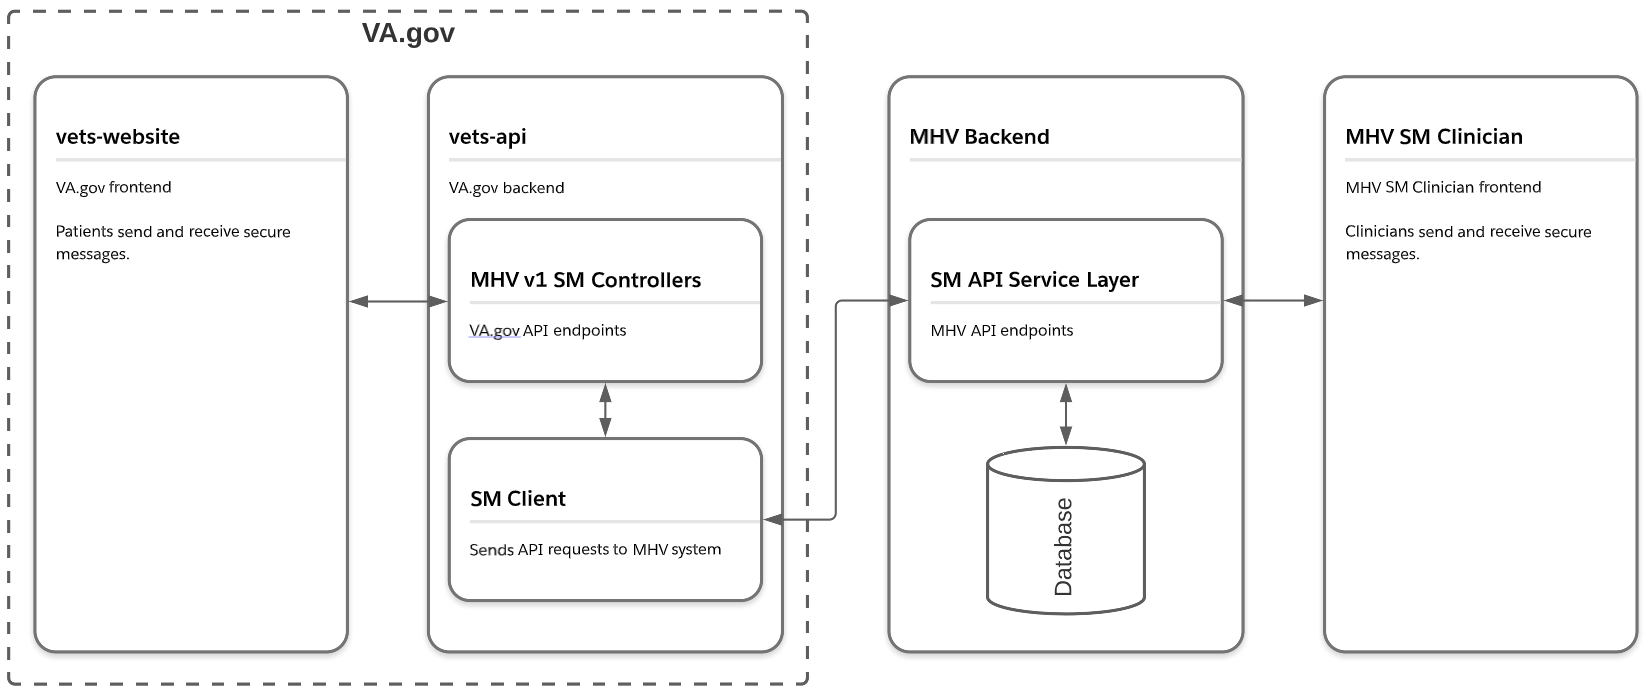 VA.gov
vets-website
VA.gov frontend
Patients send and receive secure
messages.
vets-api
VA.gov backend
MHV v1 SM Controllers
VA.gov API endpoints
SM Client
Sends API requests to MHV system
MHV Backend
SM API Service Layer
MHV API endpoints
Database
MHV SM Clinician
MHV SM Clinician frontend
Clinicians send and receive secure
messages.